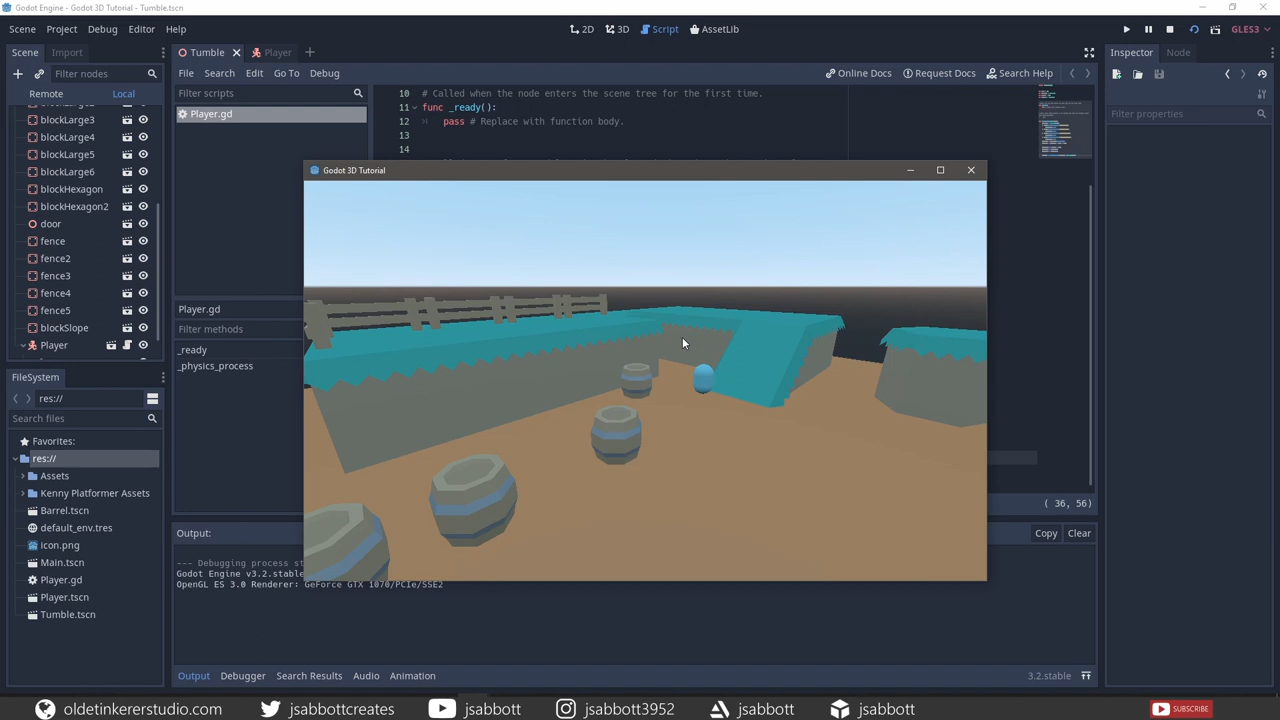 Godot Engine - Godot 3D Tutorial - Tumble.tscn
Scene Project Debug Editor Help
2D 3D Script AssetLib
GLES3
Scene Import
Tumble Player
Inspector Node
Filter nodes
File Search Edit Go To Debug
Online Docs Request Docs Search Help
Remote Local
Filter scripts
Player.gd
10 # Called when the node enters the scene tree for the first time.
11 func _ready():
12 pass # Replace with function body.
13
14
Filter properties
blockLarge3
blockLarge4
blockLarge5
blockLarge6
blockHexagon
blockHexagon2
door
fence
fence2
fence3
fence4
fence5
blockSlope
Player
Godot 3D Tutorial
Player.gd
Filter methods
_ready
_physics_process
( 36, 56)
FileSystem
res://
Search files
Favorites:
res://
Assets
Kenny Platformer Assets
Barrel.tscn
default_env.tres
icon.png
Main.tscn
Player.gd
Player.tscn
Tumble.tscn
Output:
Copy Clear
--- Debugging process st
Godot Engine v3.2.stable
OpenGL ES 3.0 Renderer: GeForce GTX 1070/PCIe/SSE2
Output Debugger Search Results Audio Animation
3.2.stable
oldetinkererstudio.com jsabbottcreates jsabbott jsabbott3952 jsabbott jsabbott SUBSCRIBE